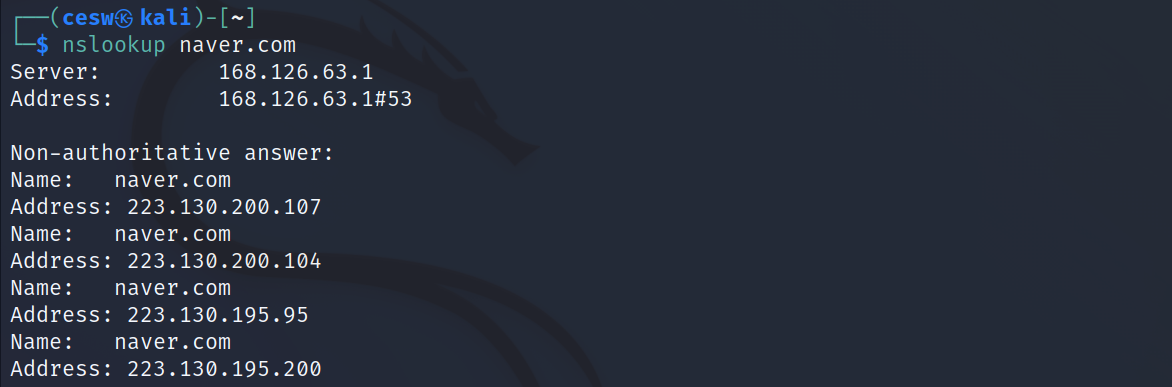 ┌──(cesw㉿kali)-[~]
└─$ nslookup naver.com
Server:         168.126.63.1
Address:        168.126.63.1#53

Non-authoritative answer:
Name:   naver.com
Address: 223.130.200.107
Name:   naver.com
Address: 223.130.200.104
Name:   naver.com
Address: 223.130.195.95
Name:   naver.com
Address: 223.130.195.200